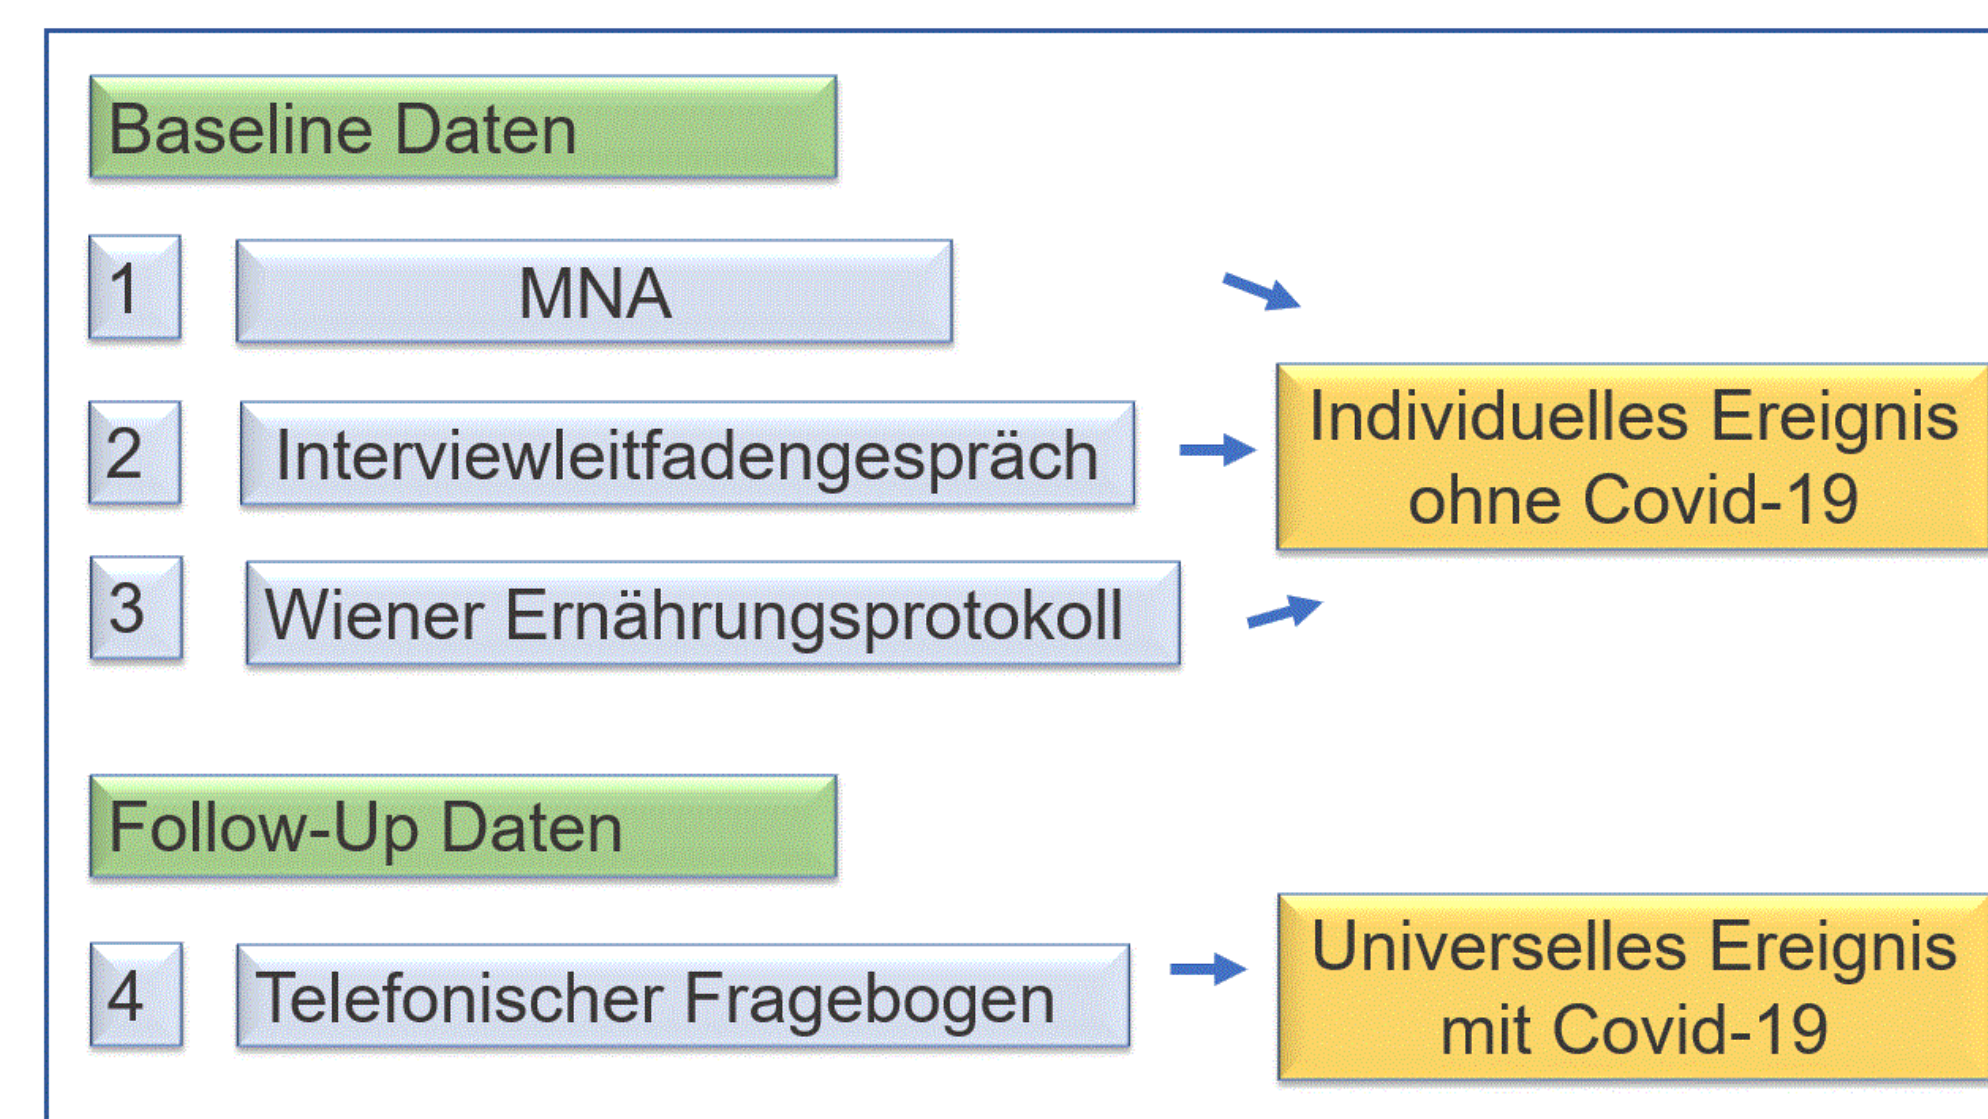 Baseline Daten
1
MNA
2
Interviewleitfadengespräch
Individuelles Ereignis
ohne Covid-19
3
Wiener Ernährungsprotokoll
Follow-Up Daten
4
Telefonischer Fragebogen
Universelles Ereignis
mit Covid-19